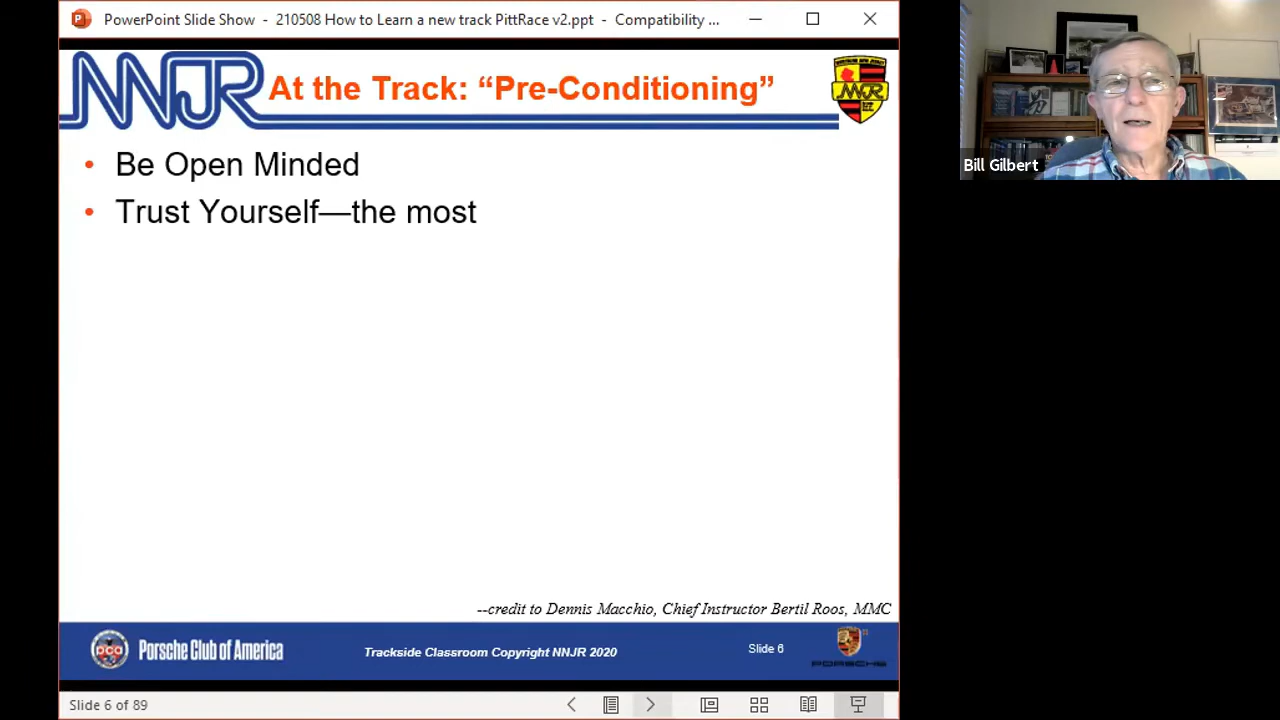 PowerPoint Slide Show - 210508 How to Learn a new track PittRace v2.ppt - Compatibility ...
NNJR
At the Track: “Pre-Conditioning”
• Be Open Minded
• Trust Yourself—the most
Bill Gilbert
--credit to Dennis Macchio, Chief Instructor Bertil Roos, MMC
pca
Porsche Club of America
Trackside Classroom Copyright NNJR 2020
Slide 6
PORSCHE
Slide 6 of 89